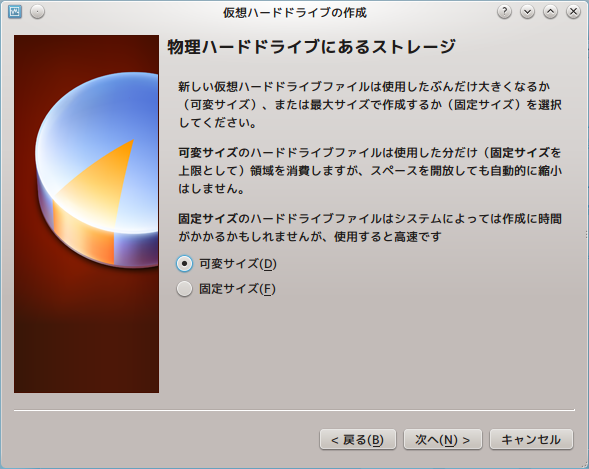 仮想ハードドライブの作成
物理ハードドライブにあるストレージ
新しい仮想ハードドライブファイルは使用したぶんだけ大きくなるか
（可変サイズ）、または最大サイズで作成するか（固定サイズ）を選択
してください。
可変サイズのハードドライブファイルは使用した分だけ（固定サイズを
上限として）領域を消費しますが、スペースを開放しても自動的に縮小
はしません。
固定サイズのハードドライブファイルはシステムによっては作成に時間
がかかるかもしれませんが、使用すると高速です
可変サイズ(D)
固定サイズ(F)
< 戻る(B) 次へ(N) > キャンセル